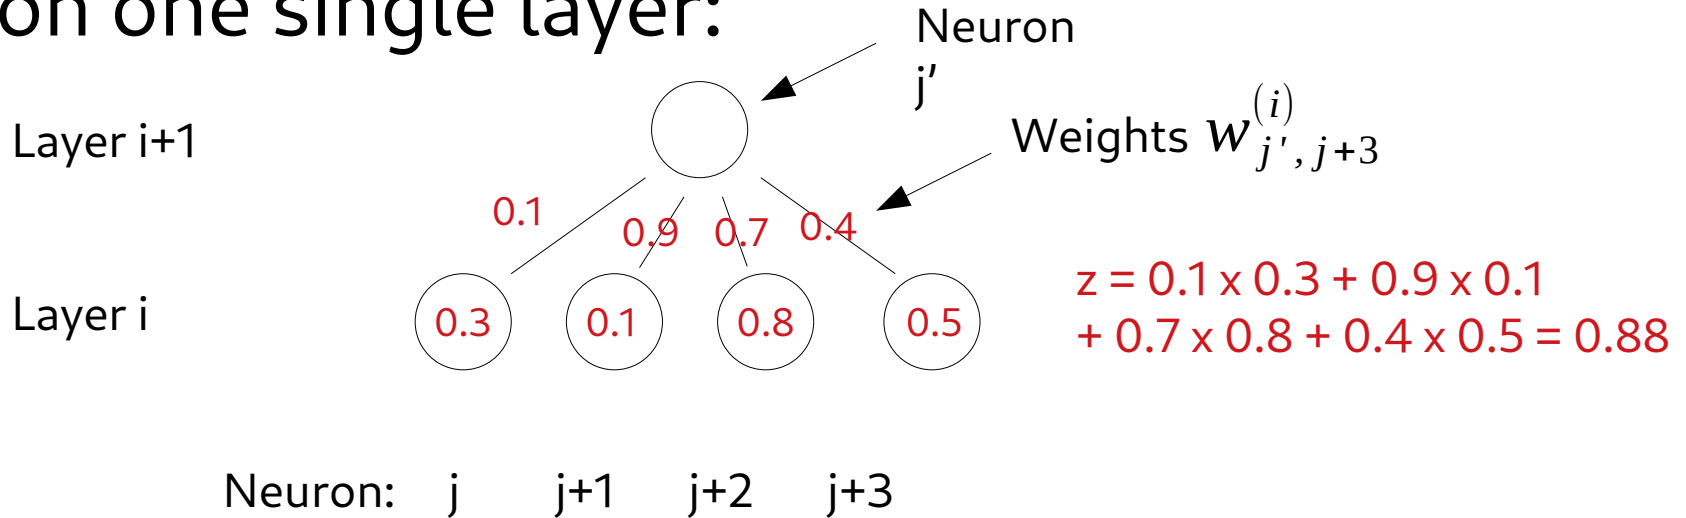 on one single layer:
Neuron
j'
Layer i+1
Weights w^{(i)}_{j', j+3}
0.1
0.9
0.7
0.4
Layer i
0.3
0.1
0.8
0.5
z = 0.1 x 0.3 + 0.9 x 0.1
+ 0.7 x 0.8 + 0.4 x 0.5 = 0.88
Neuron: j j+1 j+2 j+3